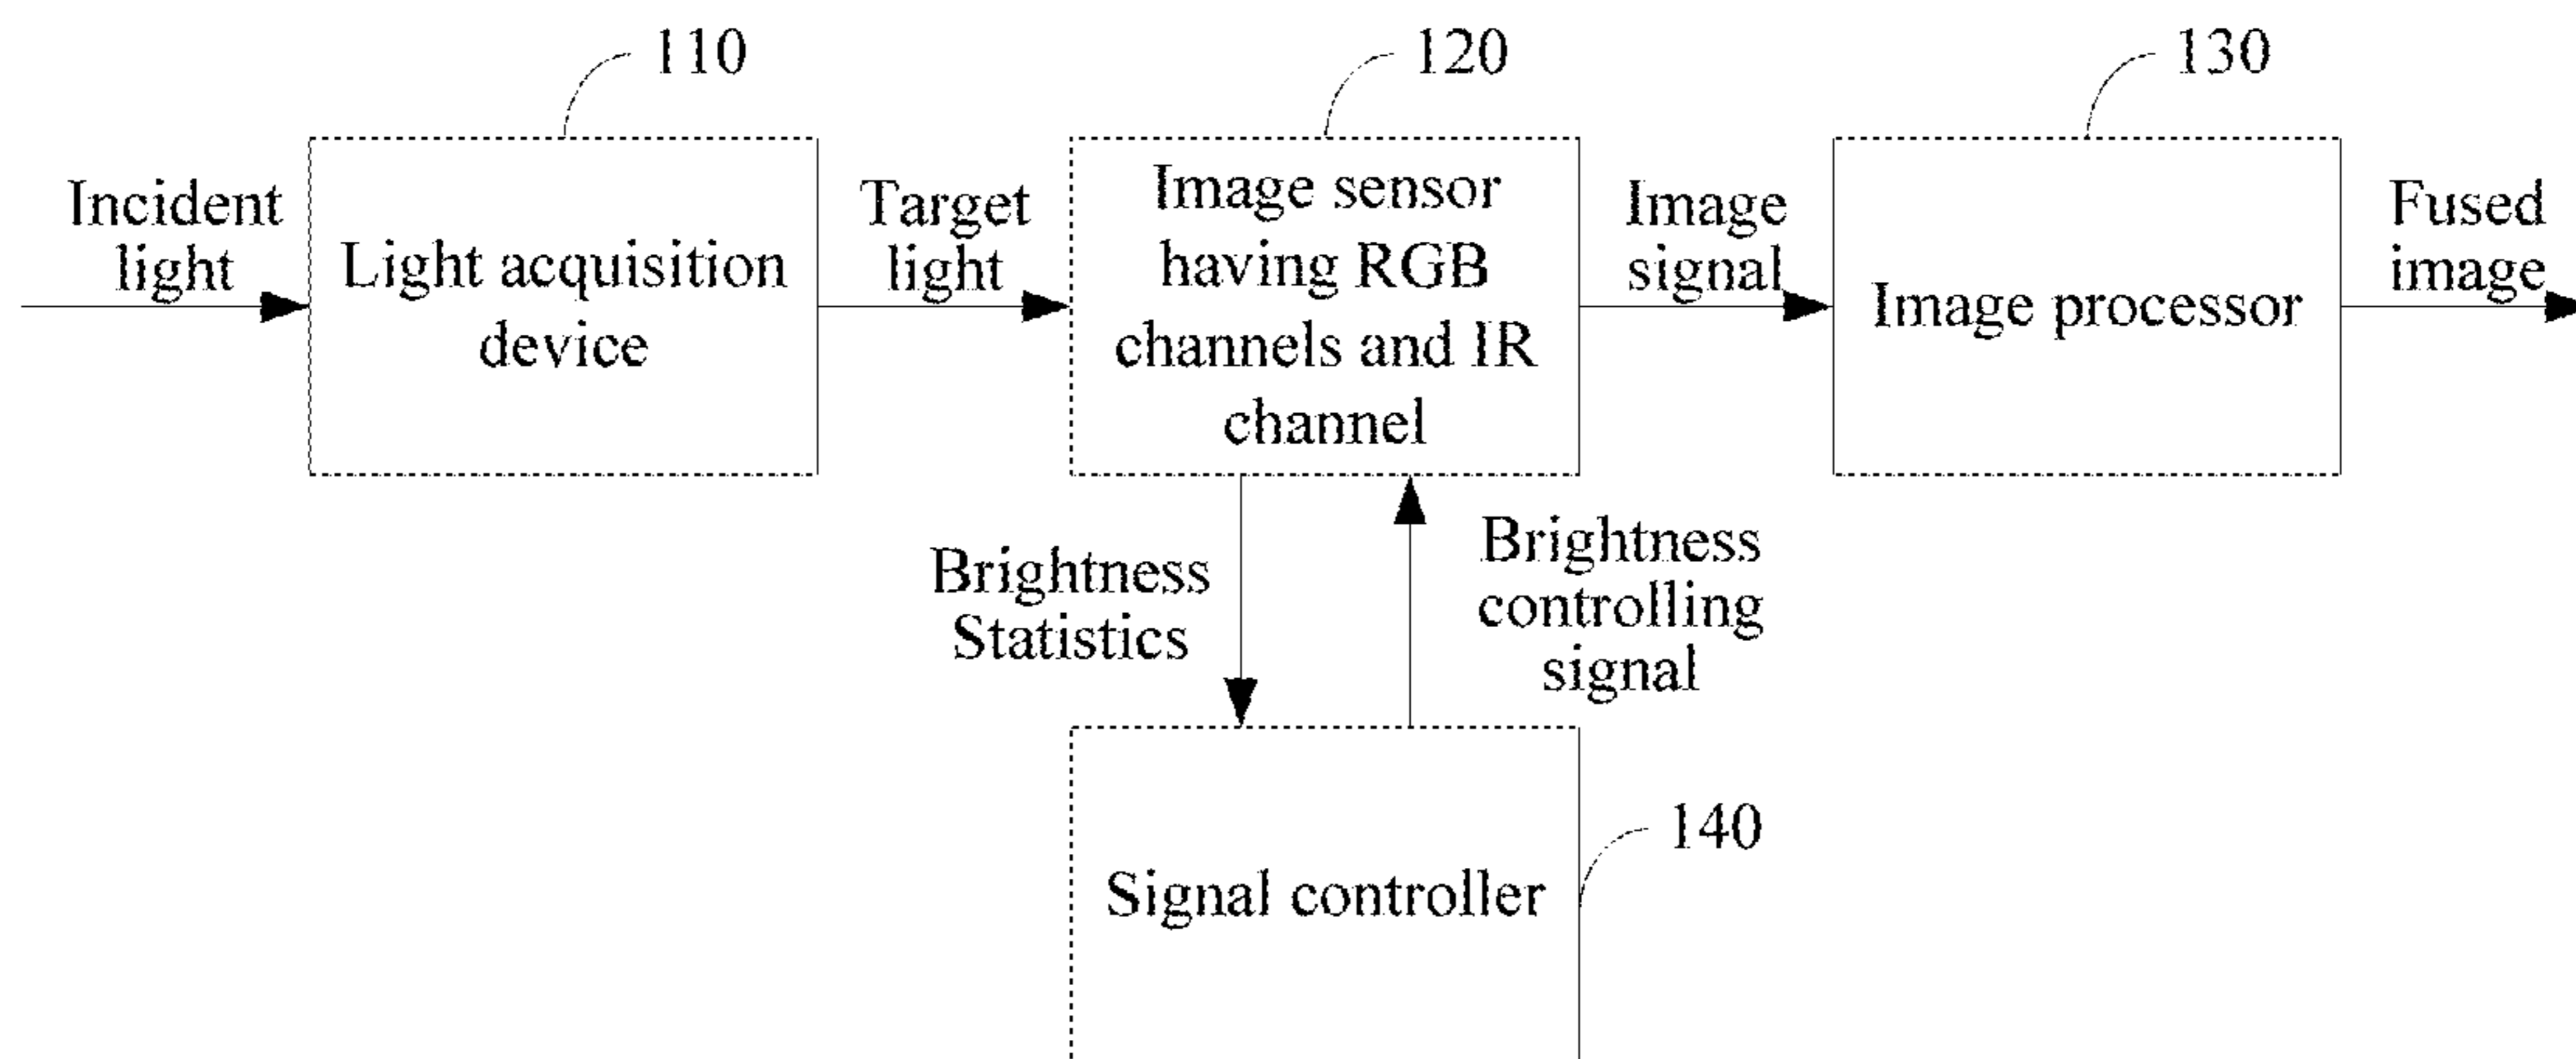 110
120
130
Incident
light
Light acquisition
device
Target
light
Image sensor
having RGB
channels and IR
channel
Image
signal
Image processor
Fused
image
Brightness
Statistics
Brightness
controlling
signal
Signal controller
140